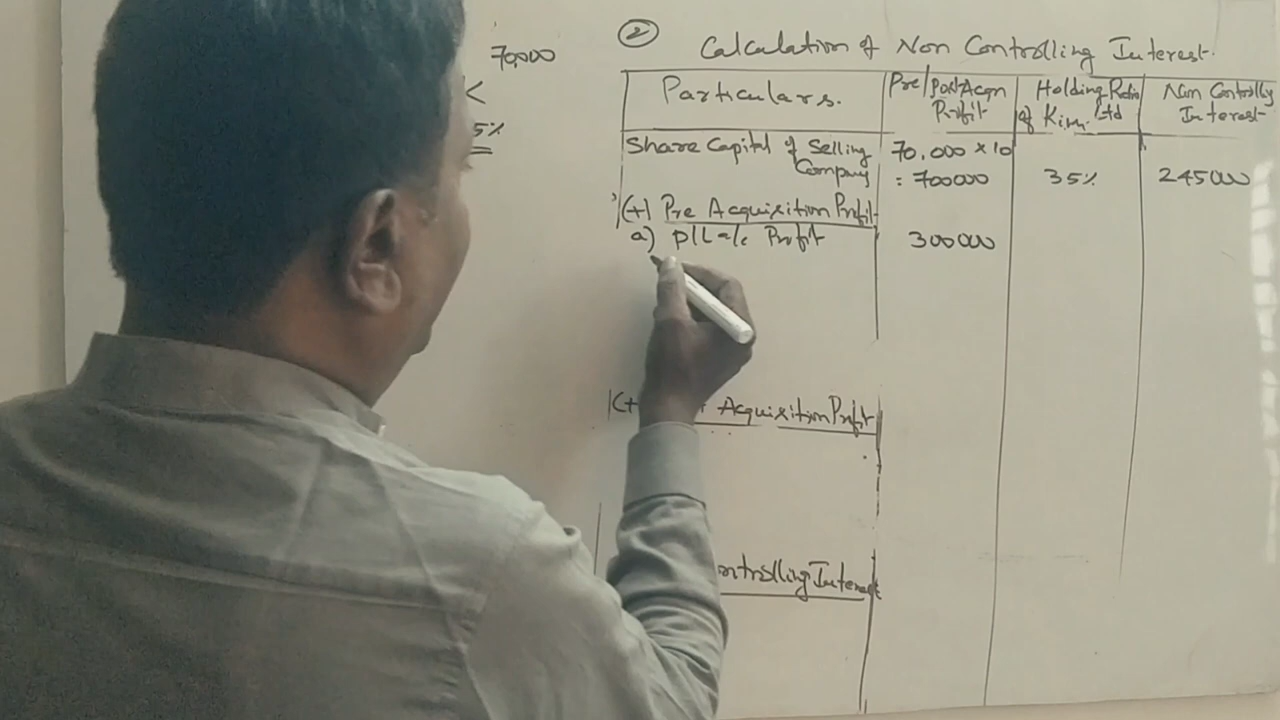 70,000
<
5%
② Calculation of Non Controlling Interest.
Particulars. Pre/Post Acqn Profit Holding Ratio of Ltd Non Controlling Interest
Share Capital of Selling Company 70,000 × 10
: 700000 35% 245000
(+) Pre Acquisition Profit
a) P/L a/c Profit 300000
(+ Acquisition Profit
ontrolling Interest